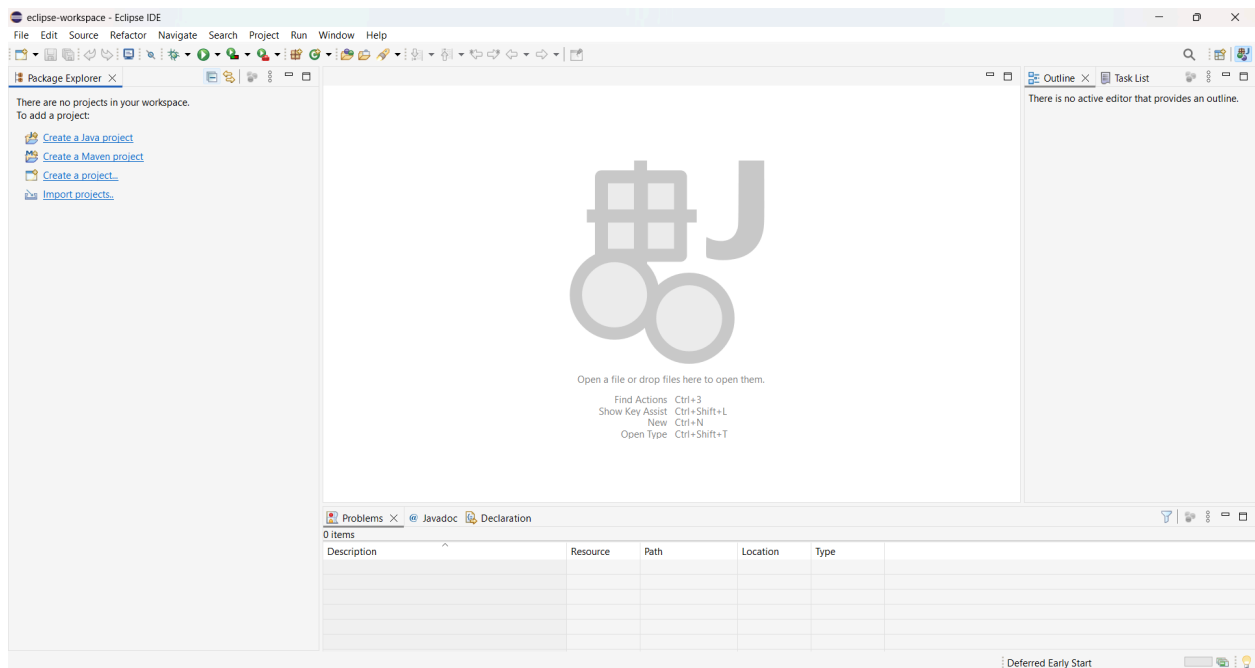 eclipse-workspace - Eclipse IDE
File Edit Source Refactor Navigate Search Project Run Window Help
Package Explorer
There are no projects in your workspace.
To add a project:
Create a Java project
Create a Maven project
Create a project...
Import projects..
Open a file or drop files here to open them.
Find Actions Ctrl+3
Show Key Assist Ctrl+Shift+L
New Ctrl+N
Open Type Ctrl+Shift+T
Outline Task List
There is no active editor that provides an outline.
Problems @ Javadoc Declaration
0 items
Description Resource Path Location Type
Deferred Early Start